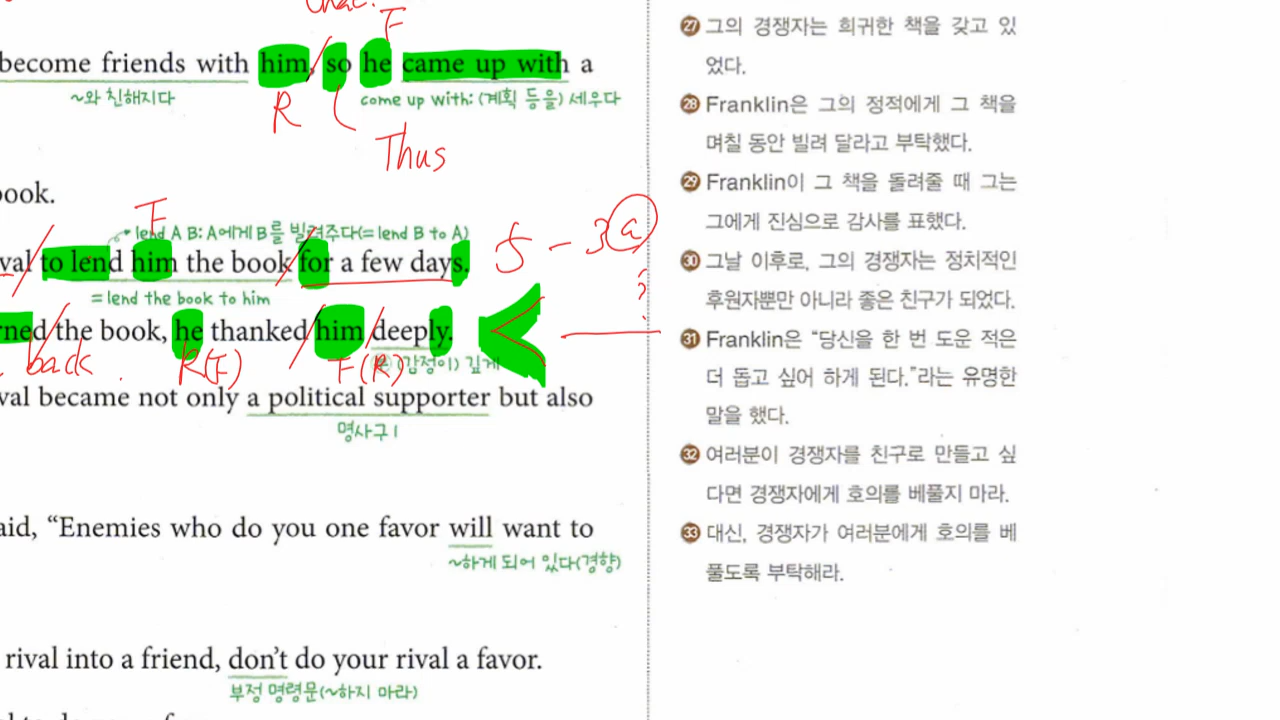 that.
F
become friends with him, so he came up with a
~와 친해지다
come up with: (계획 등을) 세우다
R
Thus
book.
F
lend A B: A에게 B를 빌려주다(= lend B to A)
val to lend him the book for a few days.
5-3ⓐ
?
= lend the book to him
rned the book, he thanked him deeply.
back
R(F)
F(R)
(감정이) 깊게
val became not only a political supporter but also
명사구1
aid, “Enemies who do you one favor will want to
~하게 되어 있다(경향)
rival into a friend, don't do your rival a favor.
부정 명령문(~하지 마라)
㉗ 그의 경쟁자는 희귀한 책을 갖고 있
었다.
㉘ Franklin은 그의 정적에게 그 책을
며칠 동안 빌려 달라고 부탁했다.
㉙ Franklin이 그 책을 돌려줄 때 그는
그에게 진심으로 감사를 표했다.
㉚ 그날 이후로, 그의 경쟁자는 정치적인
후원자뿐만 아니라 좋은 친구가 되었다.
㉛ Franklin은 “당신을 한 번 도운 적은
더 돕고 싶어 하게 된다.”라는 유명한
말을 했다.
㉜ 여러분이 경쟁자를 친구로 만들고 싶
다면 경쟁자에게 호의를 베풀지 마라.
㉝ 대신, 경쟁자가 여러분에게 호의를 베
풀도록 부탁해라.